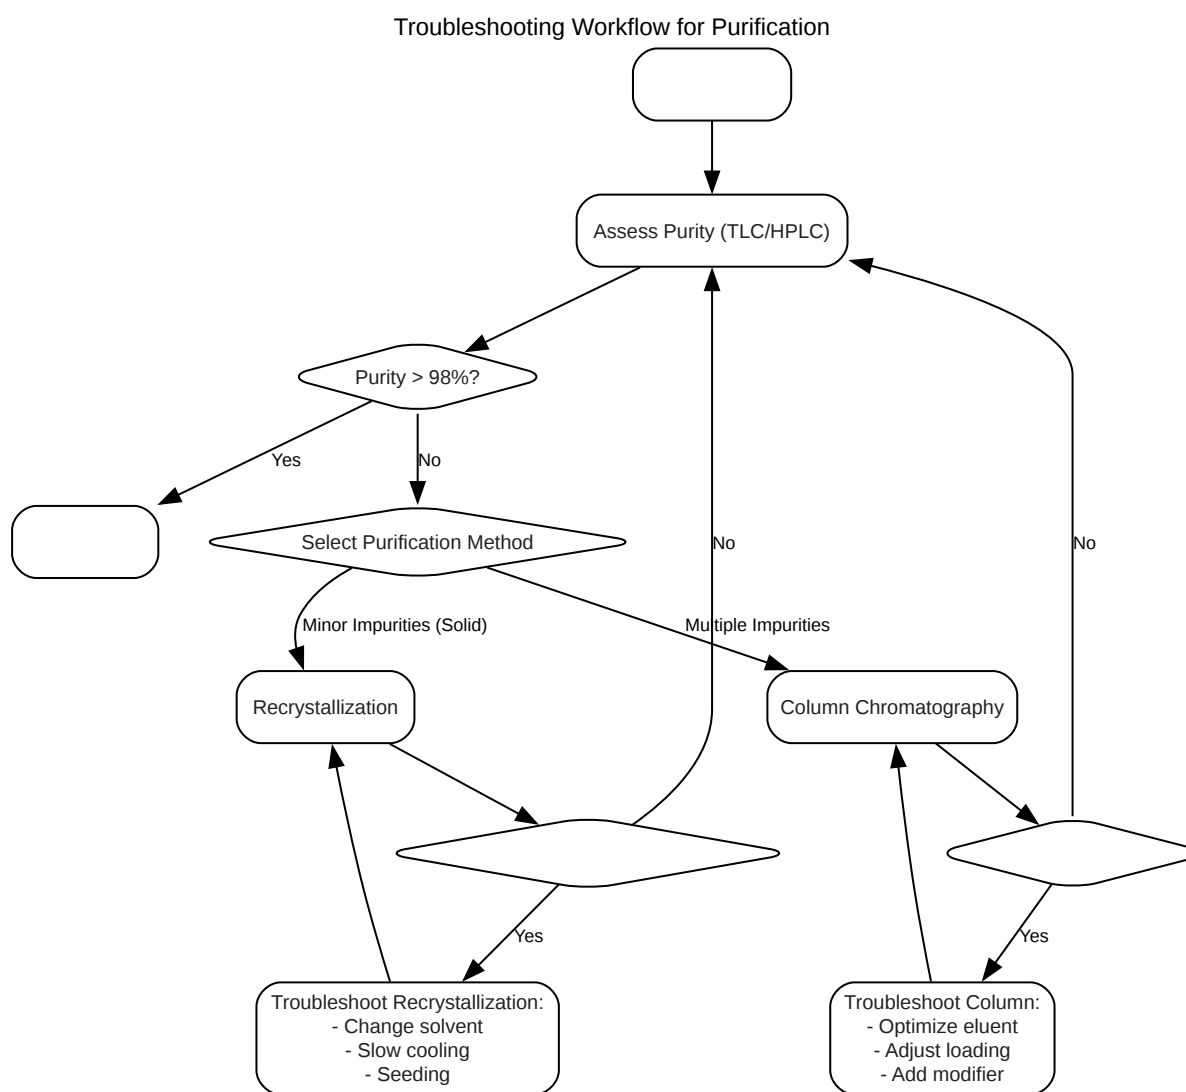 Troubleshooting Workflow for Purification
Assess Purity (TLC/HPLC)
Purity > 98%?
Yes
No
Select Purification Method
No
No
Minor Impurities (Solid)
Multiple Impurities
Recrystallization
Column Chromatography
Yes
Yes
Troubleshoot Recrystallization:
- Change solvent
- Slow cooling
- Seeding
Troubleshoot Column:
- Optimize eluent
- Adjust loading
- Add modifier